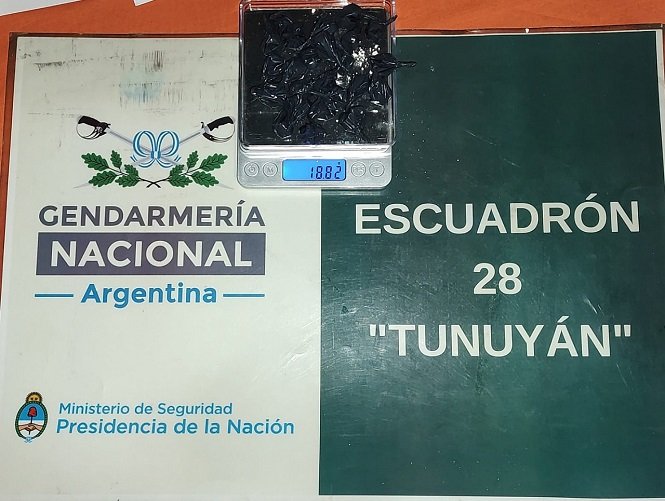 18.82
GENDARMERÍA
NACIONAL
Argentina
Ministerio de Seguridad
Presidencia de la Nación
ESCUADRÓN
28
"TUNUYÁN"